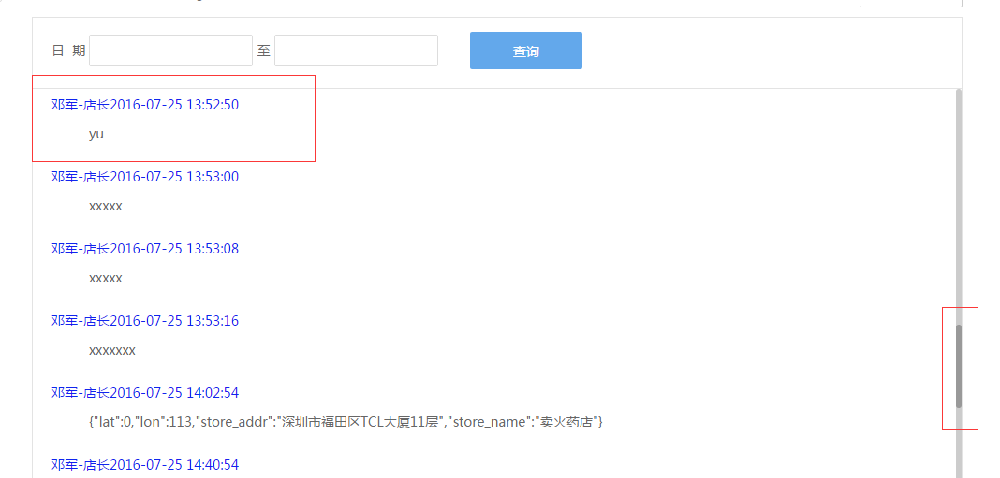 日 期 至 查询
邓军-店长2016-07-25 13:52:50
yu
邓军-店长2016-07-25 13:53:00
xxxxx
邓军-店长2016-07-25 13:53:08
xxxxx
邓军-店长2016-07-25 13:53:16
xxxxxxx
邓军-店长2016-07-25 14:02:54
{"lat":0,"lon":113,"store_addr":"深圳市福田区TCL大厦11层","store_name":"卖火药店"}
邓军-店长2016-07-25 14:40:54